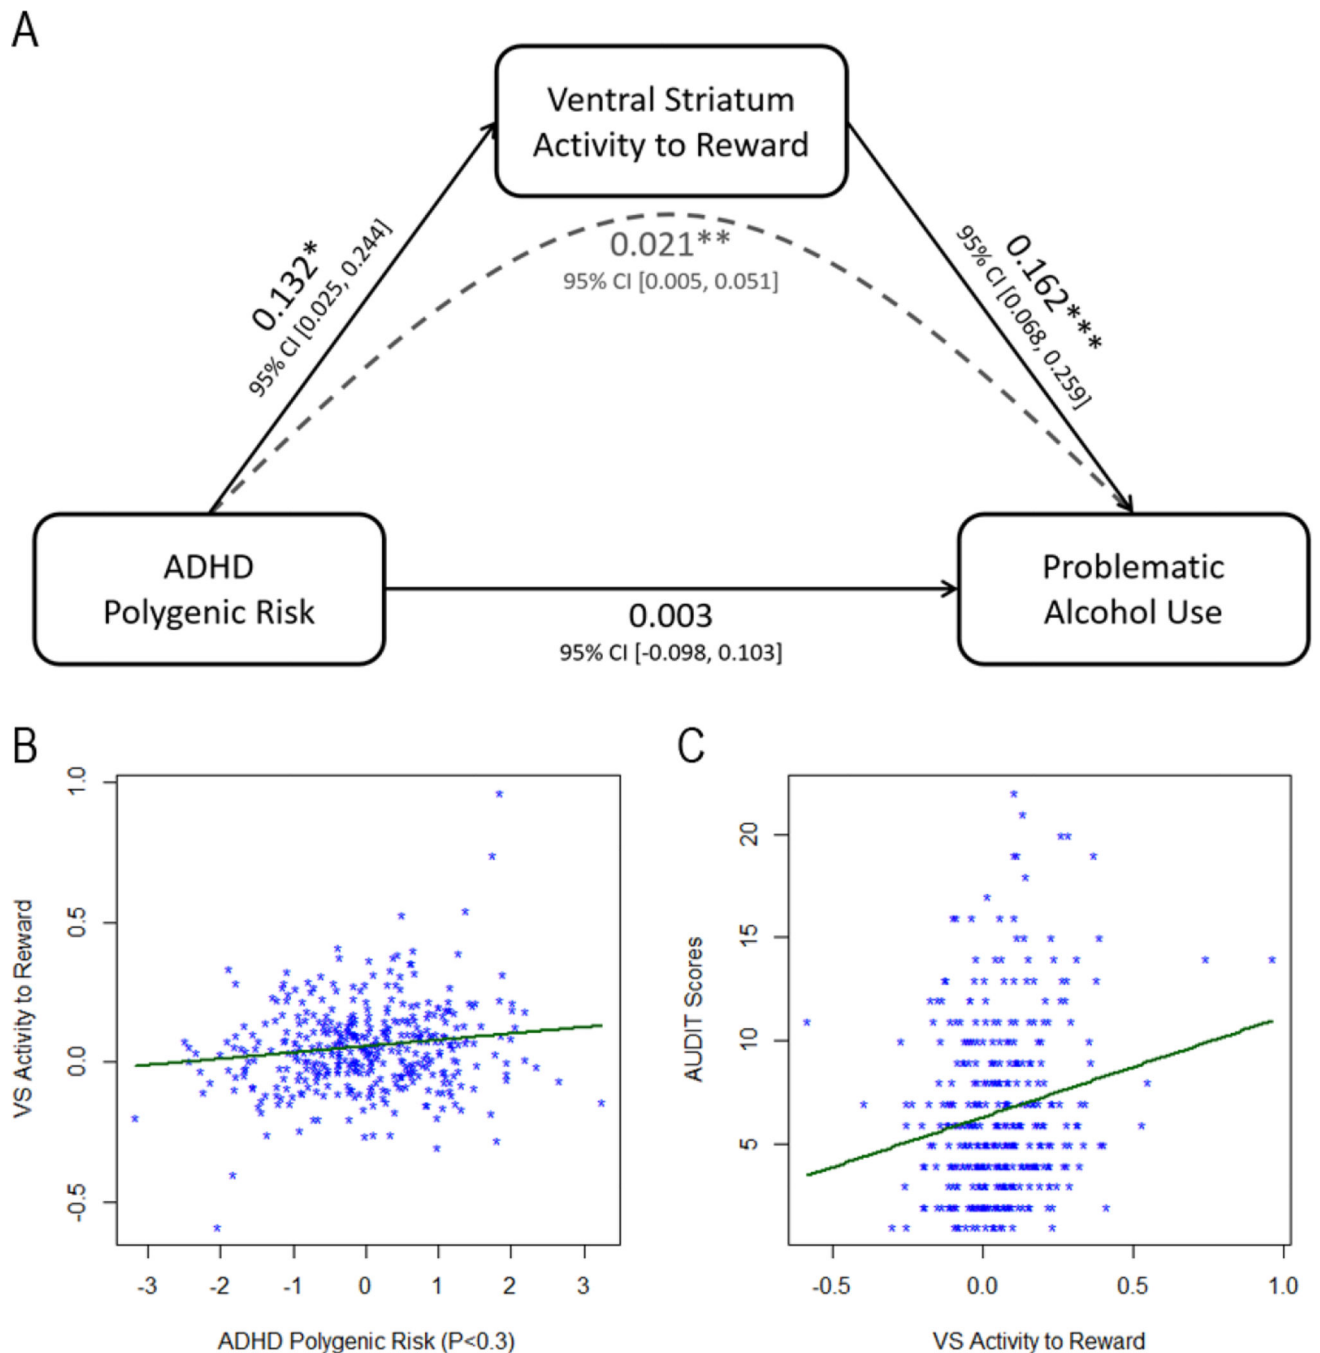 A
Ventral Striatum
Activity to Reward
0.132*
95% CI [0.025, 0.244]
0.021**
95% CI [0.005, 0.051]
0.162***
95% CI [0.068, 0.259]
ADHD
Polygenic Risk
0.003
95% CI [-0.098, 0.103]
Problematic
Alcohol Use
B
VS Activity to Reward
1.0
0.5
0.0
-0.5
-3 -2 -1 0 1 2 3
ADHD Polygenic Risk (P<0.3)
C
AUDIT Scores
20
15
10
5
-0.5 0.0 0.5 1.0
VS Activity to Reward